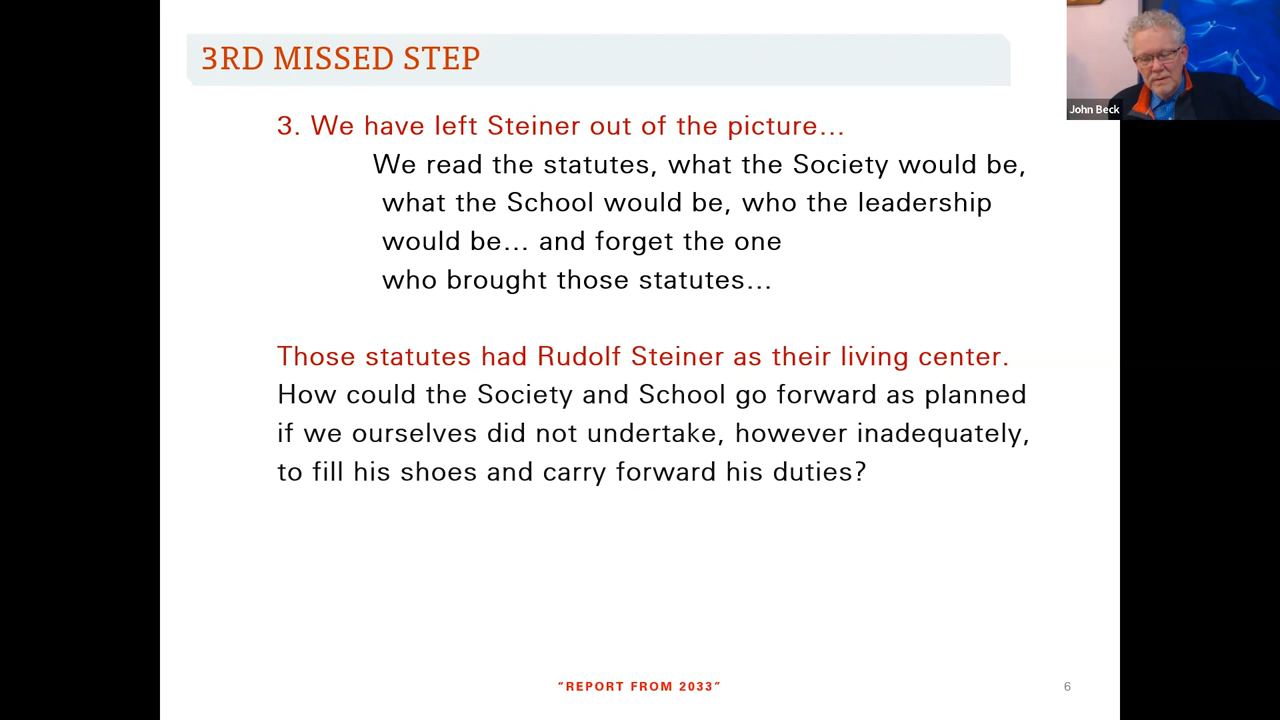 3RD MISSED STEP
John Beck
3. We have left Steiner out of the picture…
We read the statutes, what the Society would be,
what the School would be, who the leadership
would be… and forget the one
who brought those statutes…
Those statutes had Rudolf Steiner as their living center.
How could the Society and School go forward as planned
if we ourselves did not undertake, however inadequately,
to fill his shoes and carry forward his duties?
“REPORT FROM 2033”
6